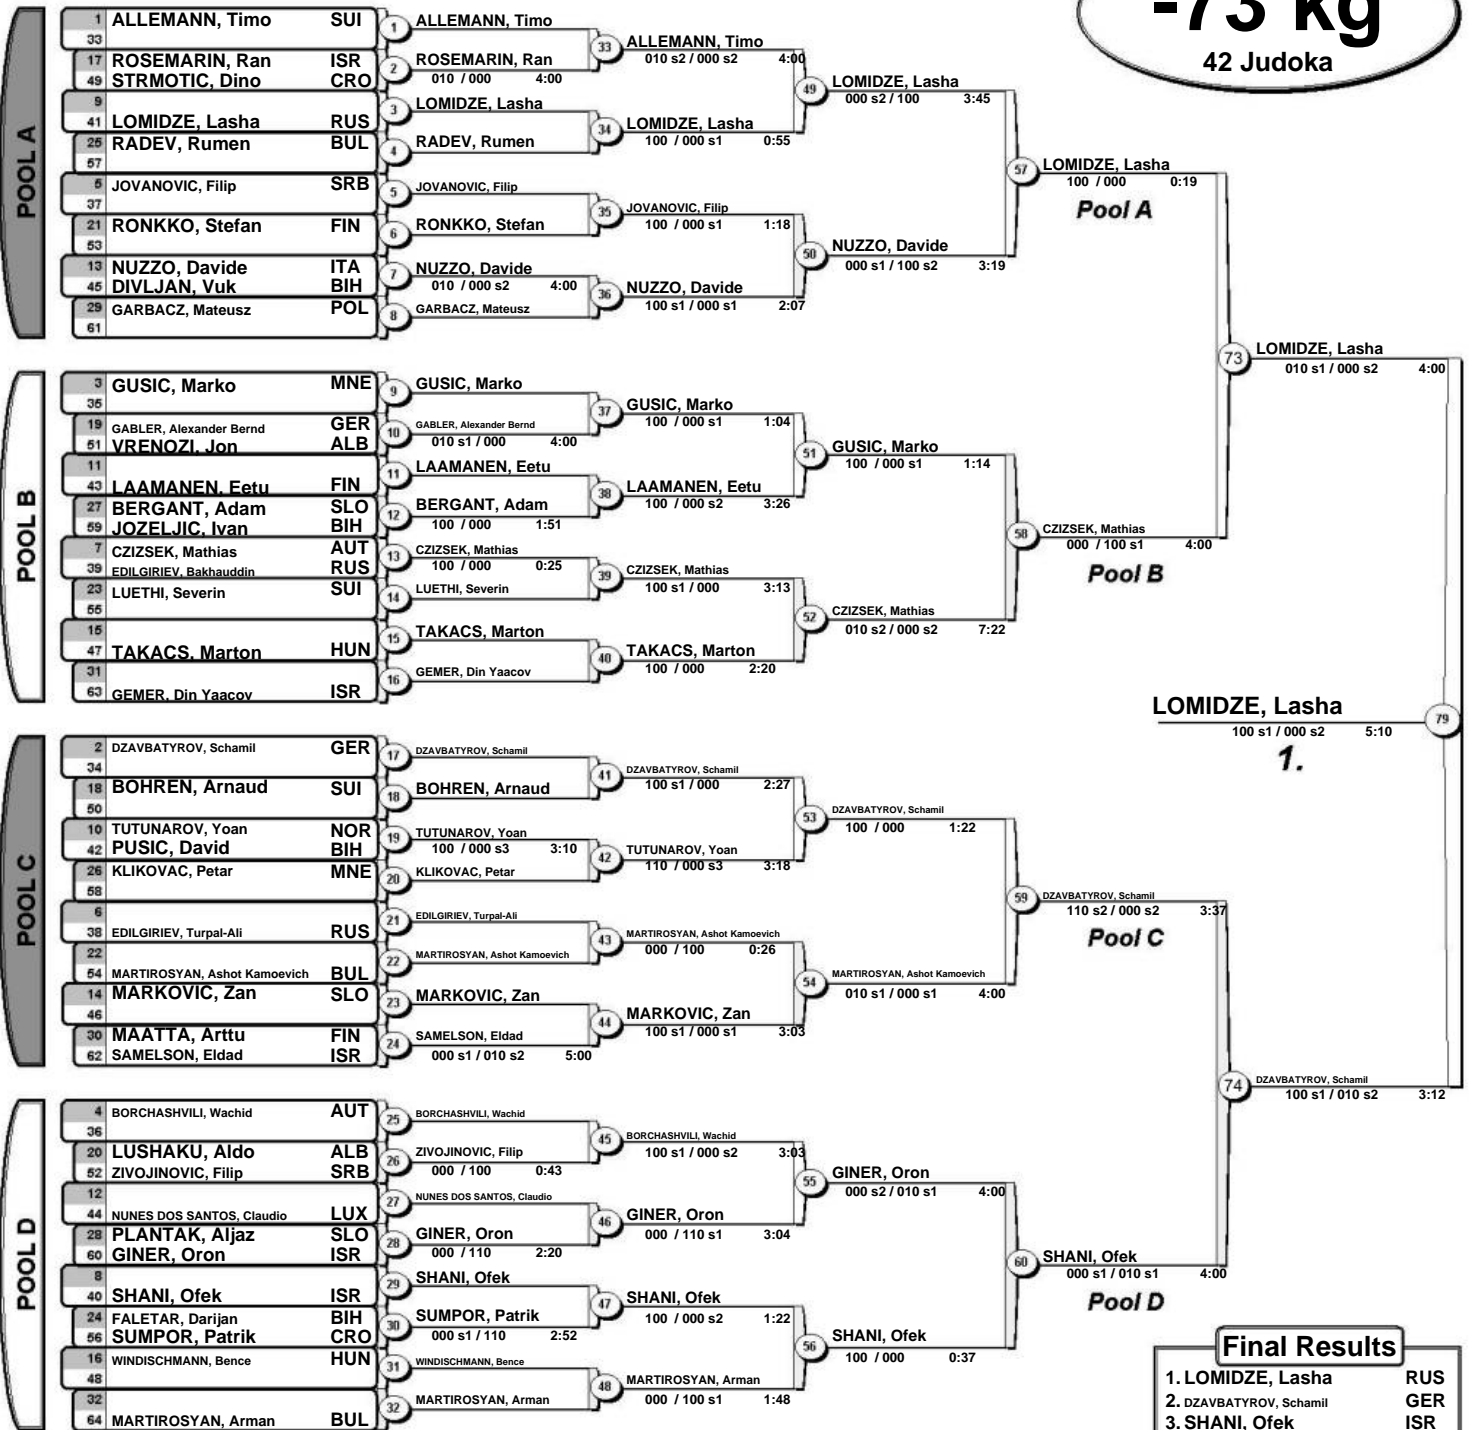 -73 kg
42 Judoka
POOL A
1 ALLEMANN, Timo SUI
33
17 ROSEMARIN, Ran ISR
49 STRMOTIC, Dino CRO
9
41 LOMIDZE, Lasha RUS
25 RADEV, Rumen BUL
57
5 JOVANOVIC, Filip SRB
37
21 RONKKO, Stefan FIN
53
13 NUZZO, Davide ITA
45 DIVLJAN, Vuk BIH
29 GARBACZ, Mateusz POL
61
1 ALLEMANN, Timo
2 ROSEMARIN, Ran
010 / 000 4:00
3 LOMIDZE, Lasha
4 RADEV, Rumen
5 JOVANOVIC, Filip
6 RONKKO, Stefan
7 NUZZO, Davide
010 / 000 s2 4:00
8 GARBACZ, Mateusz
33 ALLEMANN, Timo
010 s2 / 000 s2 4:00
34 LOMIDZE, Lasha
100 / 000 s1 0:55
35 JOVANOVIC, Filip
100 / 000 s1 1:18
36 NUZZO, Davide
100 s1 / 000 s1 2:07
49 LOMIDZE, Lasha
000 s2 / 100 3:45
50 NUZZO, Davide
000 s1 / 100 s2 3:19
57 LOMIDZE, Lasha
100 / 000 0:19
Pool A
POOL B
3 GUSIC, Marko MNE
35
19 GABLER, Alexander Bernd GER
51 VRENOZI, Jon ALB
11
43 LAAMANEN, Eetu FIN
27 BERGANT, Adam SLO
59 JOZELJIC, Ivan BIH
7 CZIZSEK, Mathias AUT
39 EDILGIRIEV, Bakhauddin RUS
23 LUETHI, Severin SUI
55
15
47 TAKACS, Marton HUN
31
63 GEMER, Din Yaacov ISR
9 GUSIC, Marko
10 GABLER, Alexander Bernd
010 s1 / 000 4:00
11 LAAMANEN, Eetu
12 BERGANT, Adam
100 / 000 1:51
13 CZIZSEK, Mathias
100 / 000 0:25
14 LUETHI, Severin
15 TAKACS, Marton
16 GEMER, Din Yaacov
37 GUSIC, Marko
100 / 000 s1 1:04
38 LAAMANEN, Eetu
100 / 000 s2 3:26
39 CZIZSEK, Mathias
100 s1 / 000 3:13
40 TAKACS, Marton
100 / 000 2:20
51 GUSIC, Marko
100 / 000 s1 1:14
52 CZIZSEK, Mathias
010 s2 / 000 s2 7:22
58 CZIZSEK, Mathias
000 / 100 s1 4:00
Pool B
73 LOMIDZE, Lasha
010 s1 / 000 s2 4:00
LOMIDZE, Lasha 79
100 s1 / 000 s2 5:10
1.
POOL C
2 DZAVBATYROV, Schamil GER
34
18 BOHREN, Arnaud SUI
50
10 TUTUNAROV, Yoan NOR
42 PUSIC, David BIH
26 KLIKOVAC, Petar MNE
58
6
38 EDILGIRIEV, Turpal-Ali RUS
22
54 MARTIROSYAN, Ashot Kamoevich BUL
14 MARKOVIC, Zan SLO
46
30 MAATTA, Arttu FIN
62 SAMELSON, Eldad ISR
17 DZAVBATYROV, Schamil
18 BOHREN, Arnaud
19 TUTUNAROV, Yoan
100 / 000 s3 3:10
20 KLIKOVAC, Petar
21 EDILGIRIEV, Turpal-Ali
22 MARTIROSYAN, Ashot Kamoevich
23 MARKOVIC, Zan
24 SAMELSON, Eldad
000 s1 / 010 s2 5:00
41 DZAVBATYROV, Schamil
100 s1 / 000 2:27
42 TUTUNAROV, Yoan
110 / 000 s3 3:18
43 MARTIROSYAN, Ashot Kamoevich
000 / 100 0:26
44 MARKOVIC, Zan
100 s1 / 000 s1 3:03
53 DZAVBATYROV, Schamil
100 / 000 1:22
54 MARTIROSYAN, Ashot Kamoevich
010 s1 / 000 s1 4:00
59 DZAVBATYROV, Schamil
110 s2 / 000 s2 3:37
Pool C
POOL D
4 BORCHASHVILI, Wachid AUT
36
20 LUSHAKU, Aldo ALB
52 ZIVOJINOVIC, Filip SRB
12
44 NUNES DOS SANTOS, Claudio LUX
28 PLANTAK, Aljaz SLO
60 GINER, Oron ISR
8
40 SHANI, Ofek ISR
24 FALETAR, Darijan BIH
56 SUMPOR, Patrik CRO
16 WINDISCHMANN, Bence HUN
48
32
64 MARTIROSYAN, Arman BUL
25 BORCHASHVILI, Wachid
26 ZIVOJINOVIC, Filip
000 / 100 0:43
27 NUNES DOS SANTOS, Claudio
28 GINER, Oron
000 / 110 2:20
29 SHANI, Ofek
30 SUMPOR, Patrik
000 s1 / 110 2:52
31 WINDISCHMANN, Bence
32 MARTIROSYAN, Arman
45 BORCHASHVILI, Wachid
100 s1 / 000 s2 3:03
46 GINER, Oron
000 / 110 s1 3:04
47 SHANI, Ofek
100 / 000 s2 1:22
48 MARTIROSYAN, Arman
000 / 100 s1 1:48
55 GINER, Oron
000 s2 / 010 s1 4:00
56 SHANI, Ofek
100 / 000 0:37
60 SHANI, Ofek
000 s1 / 010 s1 4:00
Pool D
74 DZAVBATYROV, Schamil
100 s1 / 010 s2 3:12
Final Results
1. LOMIDZE, Lasha RUS
2. DZAVBATYROV, Schamil GER
3. SHANI, Ofek ISR